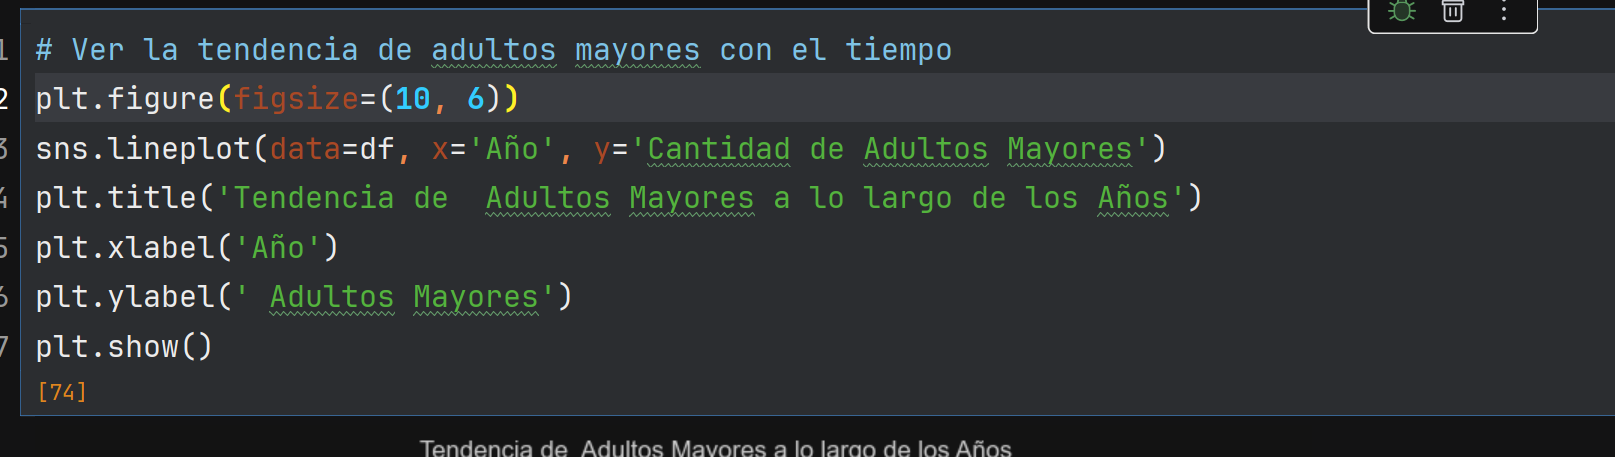 1 # Ver la tendencia de adultos mayores con el tiempo
2 plt.figure(figsize=(10, 6))
3 sns.lineplot(data=df, x='Año', y='Cantidad de Adultos Mayores')
4 plt.title('Tendencia de  Adultos Mayores a lo largo de los Años')
5 plt.xlabel('Año')
6 plt.ylabel(' Adultos Mayores')
7 plt.show()
[74]
Tendencia de  Adultos Mayores a lo largo de los Años